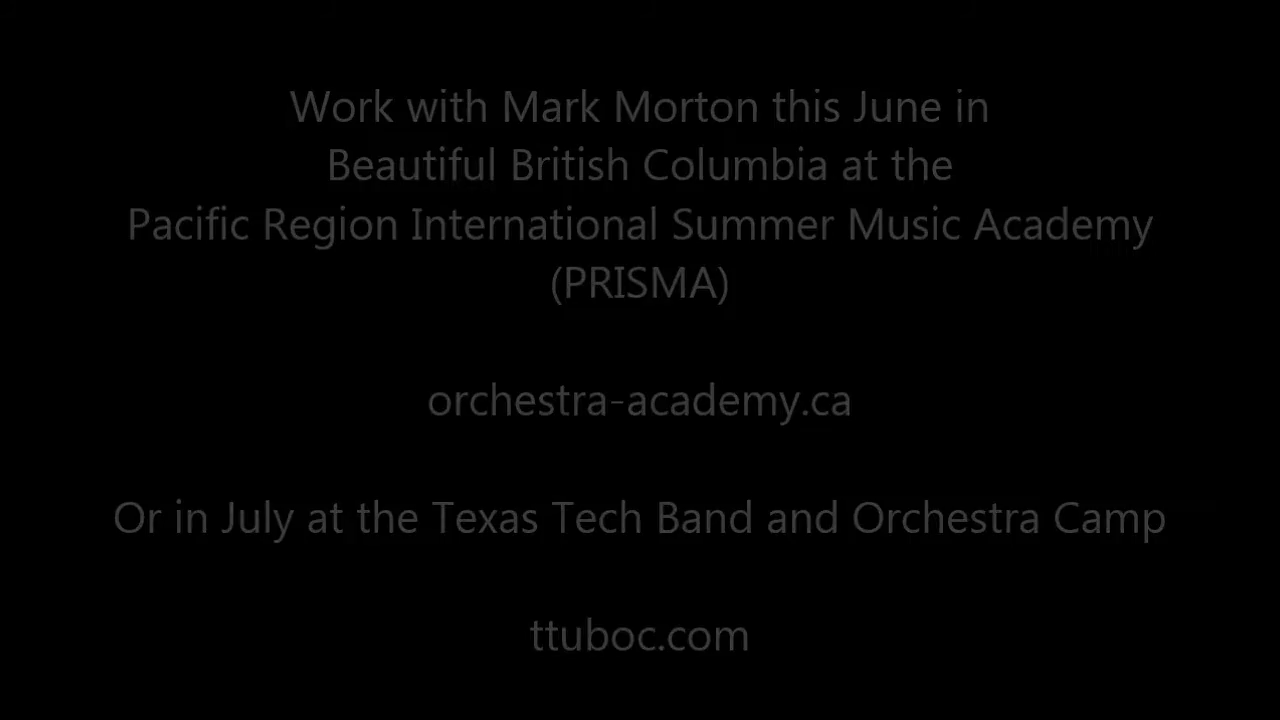 Work with Mark Morton this June in
Beautiful British Columbia at the
Pacific Region International Summer Music Academy
(PRISMA)
orchestra-academy.ca
Or in July at the Texas Tech Band and Orchestra Camp
ttuboc.com